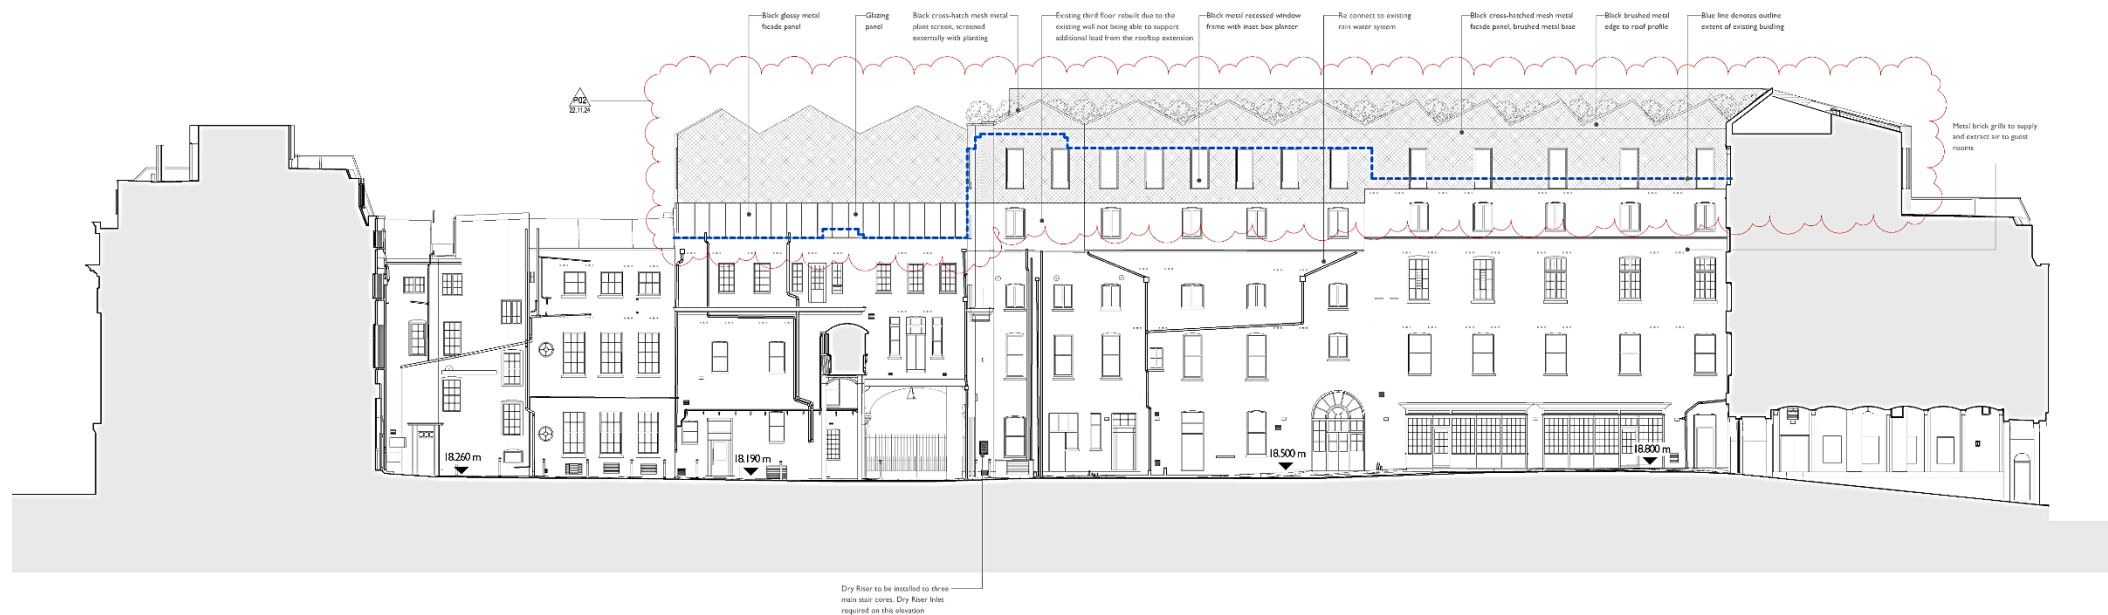 Black glossy metal
facade panel
Glazing
panel
Black cross-hatch mesh metal
plant screen, screened
externally with planting
Existing third floor rebuilt due to the
existing wall not being able to support
additional load from the rooftop extension
Black metal recessed window
frame with inset box planter
Re connect to existing
rain water system
Black cross-hatched mesh metal
facade panel, brushed metal base
Black brushed metal
edge to roof profile
Blue line denotes outline
extent of existing buidling
P02
22.11.24
Metal brick grills to supply
and extract air to guest
rooms
18.260 m
18.190 m
18.500 m
18.800 m
Dry Riser to be installed to three
main stair cores. Dry Riser Inlet
required on this elevation